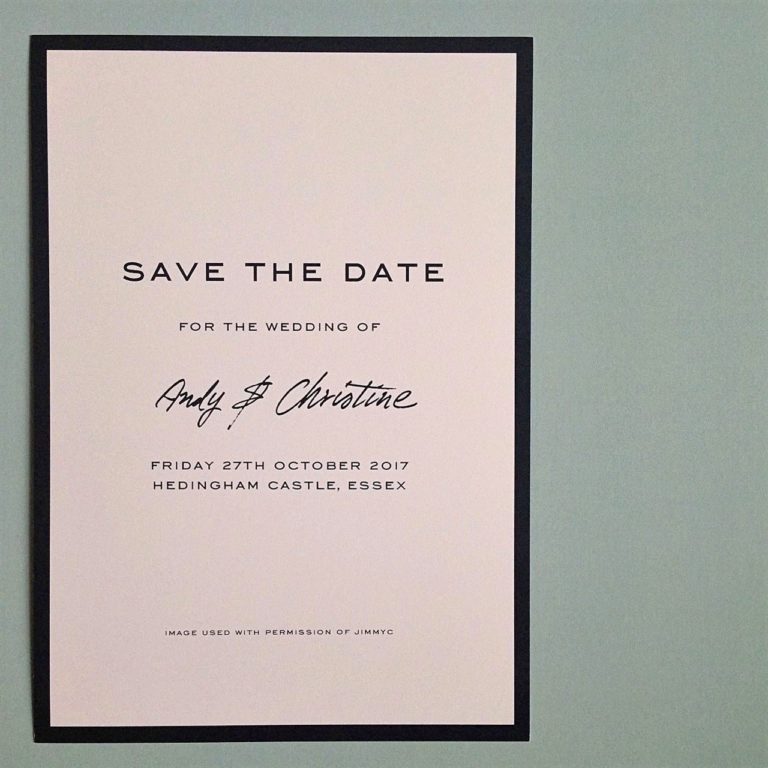 SAVE THE DATE
FOR THE WEDDING OF
Andy & Christine
FRIDAY 27TH OCTOBER 2017
HEDINGHAM CASTLE, ESSEX
IMAGE USED WITH PERMISSION OF JIMMYC